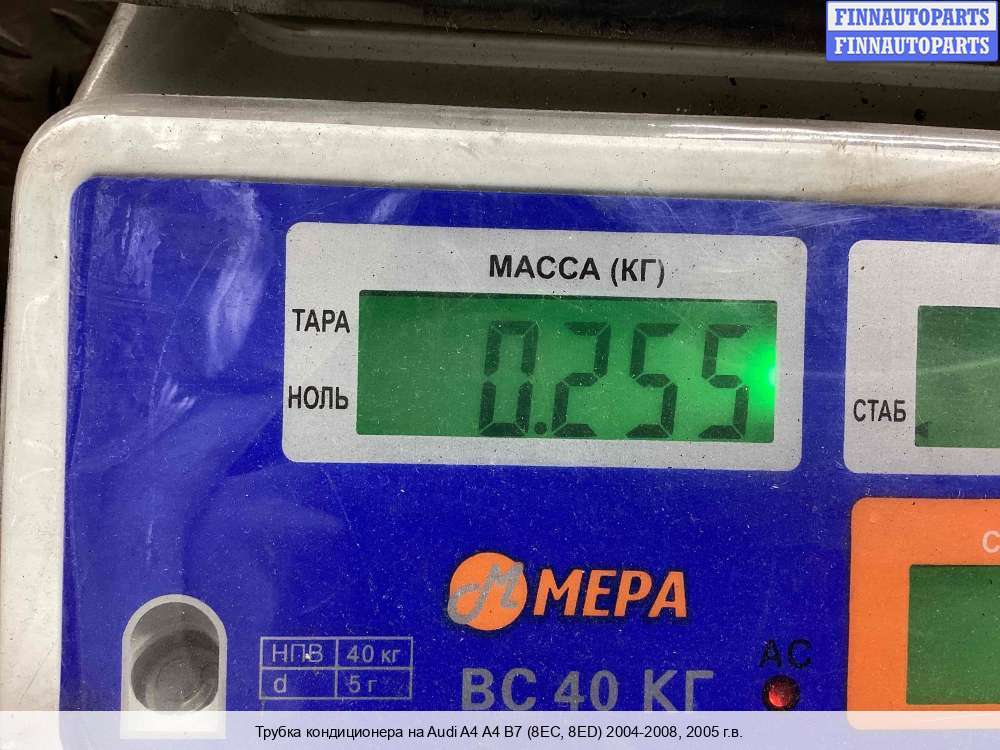 FINNAUTOPARTS
FINNAUTOPARTS
МАССА (КГ)
ТАРА
0.255
НОЛЬ
СТАБ
С
МЕРА
АС
НПВ 40 кг
d 5 г
ВС 40 КГ
Трубка кондиционера на Audi A4 A4 B7 (8EC, 8ED) 2004-2008, 2005 г.в.